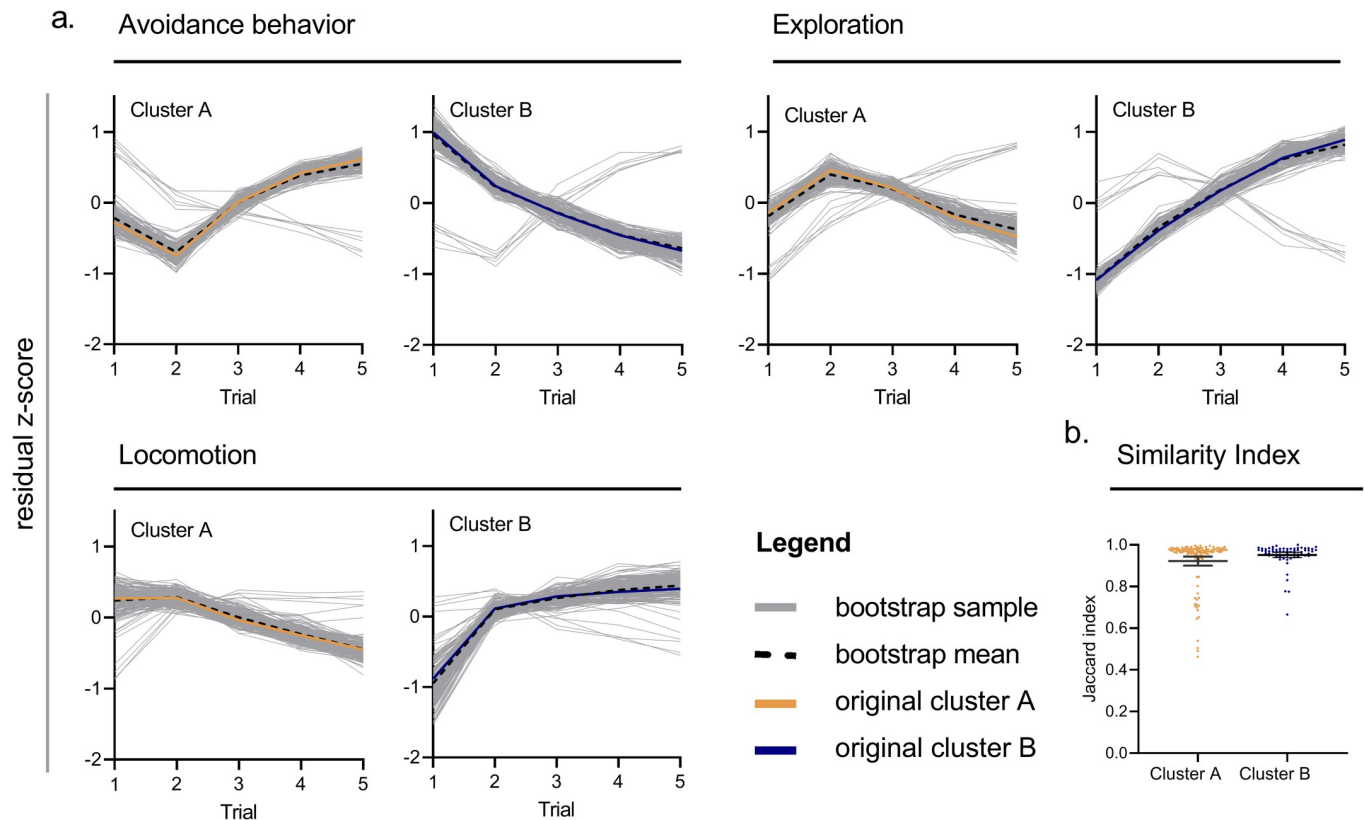 a.
Avoidance behavior
Exploration
residual z-score
Cluster A
1
0
-1
-2
1 2 3 4 5
Trial
Cluster B
1
0
-1
-2
1 2 3 4 5
Trial
Cluster A
1
0
-1
-2
1 2 3 4 5
Trial
Cluster B
1
0
-1
-2
1 2 3 4 5
Trial
Locomotion
Cluster A
1
0
-1
-2
1 2 3 4 5
Trial
Cluster B
1
0
-1
-2
1 2 3 4 5
Trial
Legend
bootstrap sample
bootstrap mean
original cluster A
original cluster B
b.
Similarity Index
Jaccard index
1.0
0.8
0.6
0.4
0.2
0.0
Cluster A Cluster B